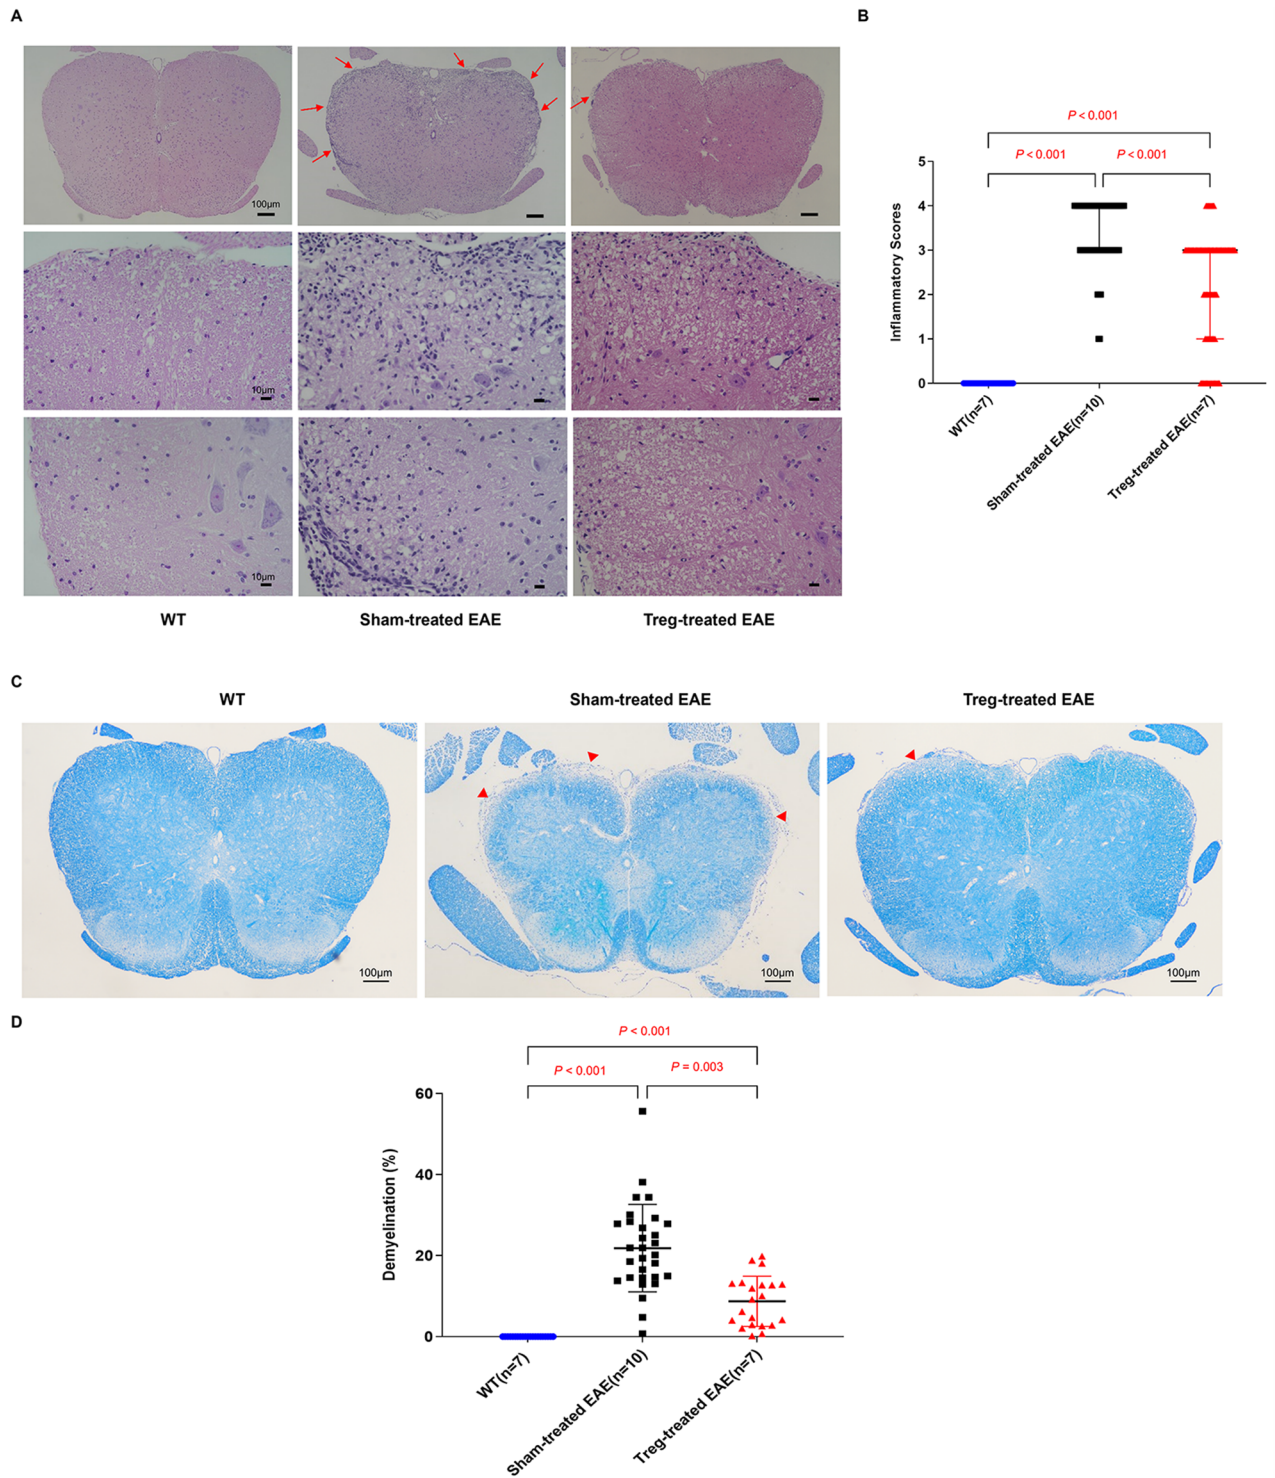 A
B
100μm
10μm
10μm
WT
Sham-treated EAE
Treg-treated EAE
P < 0.001
P < 0.001
P < 0.001
Inflammatory Scores
5
4
3
2
1
0
WT(n=7)
Sham-treated EAE(n=10)
Treg-treated EAE(n=7)
C
WT
Sham-treated EAE
Treg-treated EAE
100μm
100μm
100μm
D
P < 0.001
P < 0.001
P = 0.003
Demyelination (%)
60
40
20
0
WT(n=7)
Sham-treated EAE(n=10)
Treg-treated EAE(n=7)